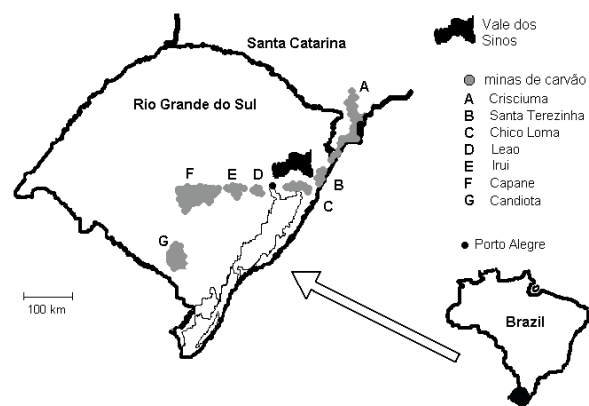 Santa Catarina
Rio Grande do Sul
A
F
E
D
B
C
G
100 km
Vale dos
Sinos
minas de carvão
A Crisciuma
B Santa Terezinha
C Chico Loma
D Leao
E Irui
F Capane
G Candiota
Porto Alegre
Brazil